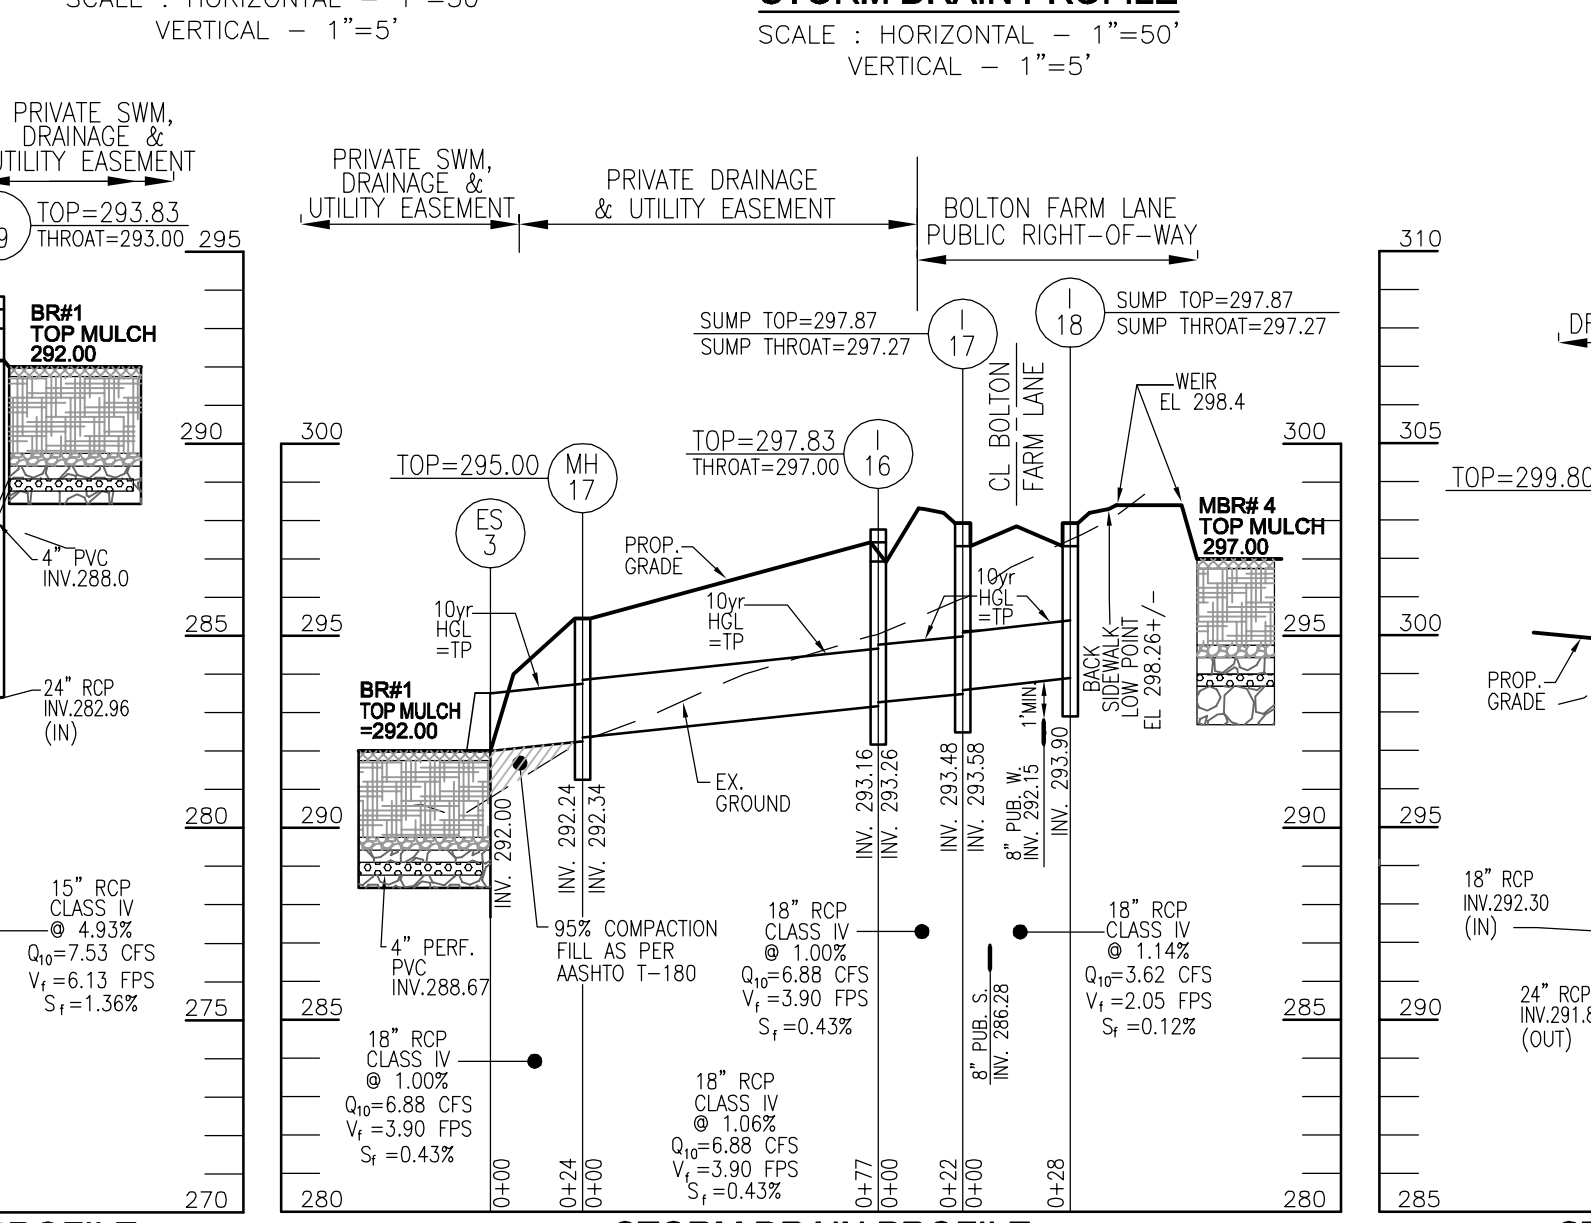 VERTICAL – 1"=5'
SCALE : HORIZONTAL – 1"=50'
VERTICAL – 1"=5'
PRIVATE SWM,
DRAINAGE &
UTILITY EASEMENT
TOP=293.83
THROAT=293.00
295
290
285
280
275
270
BR#1
TOP MULCH
292.00
4" PVC
INV.288.0
24" RCP
INV.282.96
(IN)
15" RCP
CLASS IV
@ 4.93%
Q10=7.53 CFS
Vf=6.13 FPS
Sf=1.36%
PRIVATE SWM,
DRAINAGE &
UTILITY EASEMENT
PRIVATE DRAINAGE
& UTILITY EASEMENT
BOLTON FARM LANE
PUBLIC RIGHT-OF-WAY
SUMP TOP=297.87
SUMP THROAT=297.27
I
17
I
18
SUMP TOP=297.87
SUMP THROAT=297.27
CL BOLTON
FARM LANE
WEIR
EL 298.4
300
295
290
285
280
TOP=295.00
MH
17
ES
3
TOP=297.83
THROAT=297.00
I
16
PROP.
GRADE
10yr
HGL
=TP
10yr
HGL
=TP
10yr
HGL
=TP
MBR# 4
TOP MULCH
297.00
BACK
SIDEWALK
LOW POINT
EL 298.26+/-
1'MIN.
BR#1
TOP MULCH
=292.00
EX.
GROUND
INV. 292.00
INV. 292.24
INV. 292.34
INV. 293.16
INV. 293.26
INV. 293.48
INV. 293.58
8" PUB. W.
INV. 292.15
INV. 293.90
4" PERF.
PVC
INV.288.67
95% COMPACTION
FILL AS PER
AASHTO T-180
18" RCP
CLASS IV
@ 1.00%
Q10=6.88 CFS
Vf=3.90 FPS
Sf=0.43%
18" RCP
CLASS IV
@ 1.06%
Q10=6.88 CFS
Vf=3.90 FPS
Sf=0.43%
18" RCP
CLASS IV
@ 1.00%
Q10=6.88 CFS
Vf=3.90 FPS
Sf=0.43%
8" PUB. S.
INV. 286.28
18" RCP
CLASS IV
@ 1.14%
Q10=3.62 CFS
Vf=2.05 FPS
Sf=0.12%
0+00
0+24
0+00
0+77
0+00
0+22
0+00
0+28
300
295
290
285
280
310
305
300
295
290
285
TOP=299.80
PROP.
GRADE
18" RCP
INV.292.30
(IN)
24" RCP
INV.291.8
(OUT)